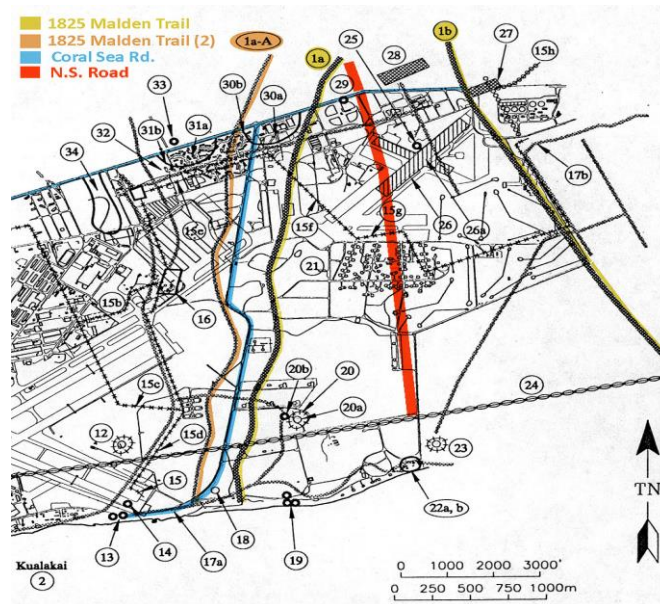 1825 Malden Trail
1825 Malden Trail (2)
Coral Sea Rd.
N.S. Road
1a-A
1a
25
28
1b
27
15h
33
30b
30a
29
32
31b
31a
34
17b
15e
15f
15g
26
26a
21
15b
16
15c
20b
20
24
12
20a
15d
23
15
22a, b
TN
18
13
14
17a
19
Kualakai
2
0 1000 2000 3000'
0 250 500 1000m